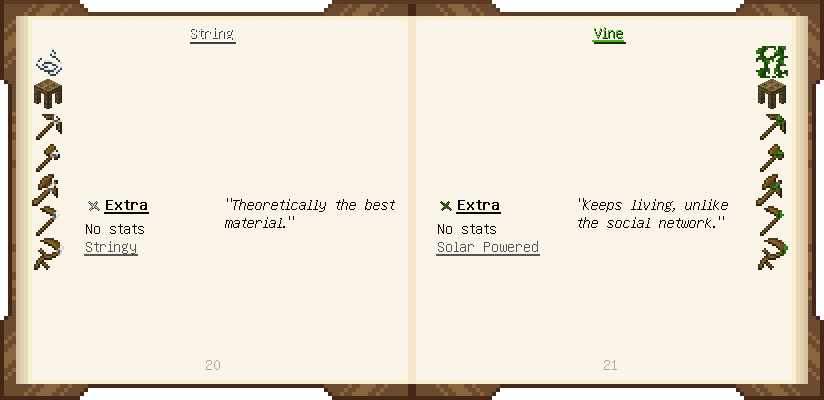 String
Extra
No stats
Stringy
"Theoretically the best
material."
20
Vine
Extra
No stats
Solar Powered
"Keeps living, unlike
the social network."
21